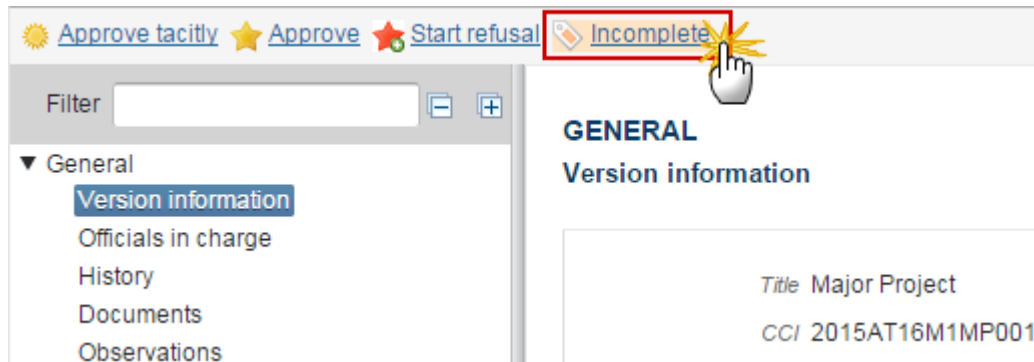 Approve tacitly Approve Start refusal Incomplete
Filter
General
Version information
Officials in charge
History
Documents
Observations
GENERAL
Version information
Title Major Project
CCI 2015AT16M1MP001